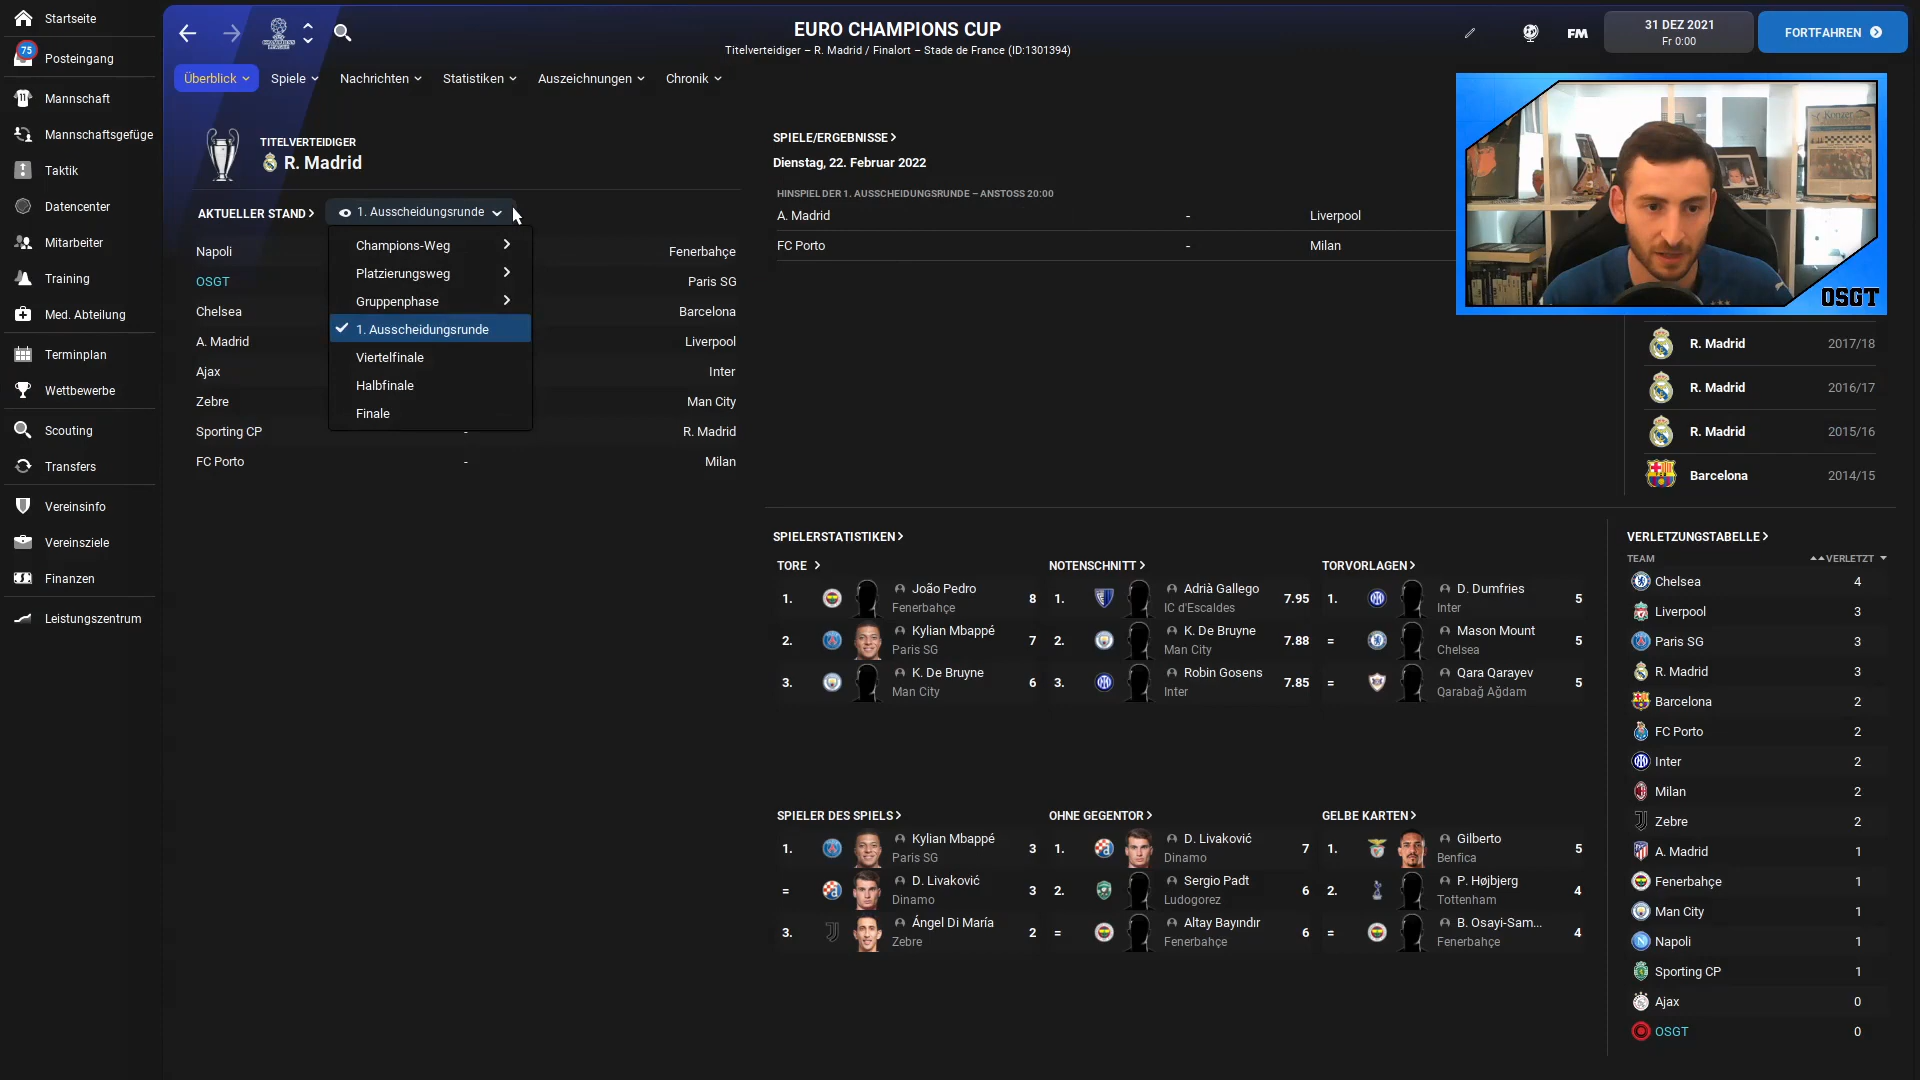 Startseite
75
Posteingang
Mannschaft
Mannschaftsgefüge
Taktik
Datencenter
Mitarbeiter
Training
Med. Abteilung
Terminplan
Wettbewerbe
Scouting
Transfers
Vereinsinfo
Vereinsziele
Finanzen
Leistungszentrum
EURO CHAMPIONS CUP
Titelverteidiger – R. Madrid / Finalort – Stade de France (ID:1301394)
FM
31 DEZ 2021
Fr 0:00
FORTFAHREN
Überblick
Spiele
Nachrichten
Statistiken
Auszeichnungen
Chronik
TITELVERTEIDIGER
R. Madrid
AKTUELLER STAND
1. Ausscheidungsrunde
Champions-Weg
Platzierungsweg
Gruppenphase
1. Ausscheidungsrunde
Viertelfinale
Halbfinale
Finale
Napoli Fenerbahçe
OSGT Paris SG
Chelsea Barcelona
A. Madrid Liverpool
Ajax Inter
Zebre Man City
Sporting CP - R. Madrid
FC Porto - Milan
SPIELE/ERGEBNISSE
Dienstag, 22. Februar 2022
HINSPIEL DER 1. AUSSCHEIDUNGSRUNDE – ANSTOSS 20:00
A. Madrid - Liverpool
FC Porto - Milan
OSGT
R. Madrid 2017/18
R. Madrid 2016/17
R. Madrid 2015/16
Barcelona 2014/15
SPIELERSTATISTIKEN
TORE
1. João Pedro 8
Fenerbahçe
2. Kylian Mbappé 7
Paris SG
3. K. De Bruyne 6
Man City
NOTENSCHNITT
1. Adrià Gallego 7.95
IC d'Escaldes
2. K. De Bruyne 7.88
Man City
3. Robin Gosens 7.85
Inter
TORVORLAGEN
1. D. Dumfries 5
Inter
= Mason Mount 5
Chelsea
= Qara Qarayev 5
Qarabağ Ağdam
SPIELER DES SPIELS
1. Kylian Mbappé 3
Paris SG
= D. Livaković 3
Dinamo
3. Ángel Di María 2
Zebre
OHNE GEGENTOR
1. D. Livaković 7
Dinamo
2. Sergio Padt 6
Ludogorez
= Altay Bayındır 6
Fenerbahçe
GELBE KARTEN
1. Gilberto 5
Benfica
2. P. Højbjerg 4
Tottenham
= B. Osayi-Sam... 4
Fenerbahçe
VERLETZUNGSTABELLE
TEAM VERLETZT
Chelsea 4
Liverpool 3
Paris SG 3
R. Madrid 3
Barcelona 2
FC Porto 2
Inter 2
Milan 2
Zebre 2
A. Madrid 1
Fenerbahçe 1
Man City 1
Napoli 1
Sporting CP 1
Ajax 0
OSGT 0